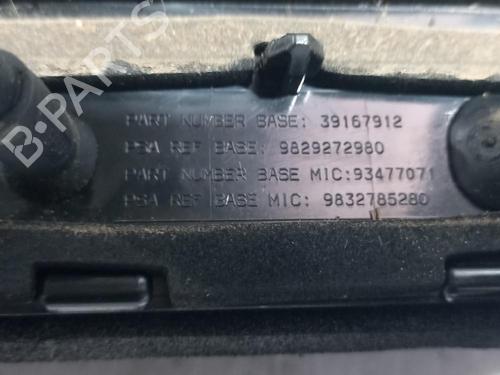 B-PARTS
PART NUMBER BASE: 39167912
PSA REF BASE: 9829272980
PART NUMBER BASE MIC:93477071
PSA REF BASE MIC: 9832785280